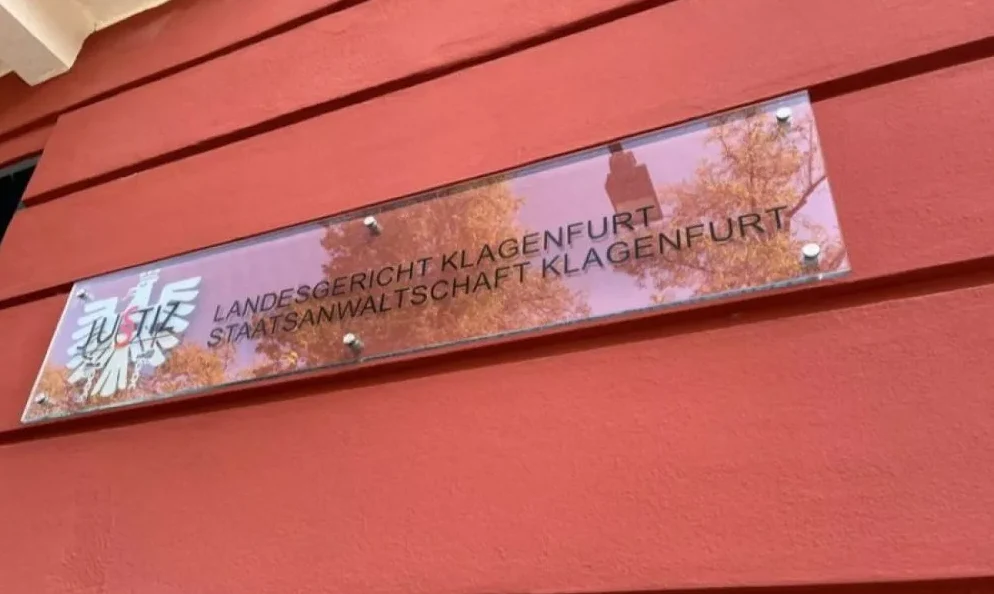 JUSTIZ
LANDESGERICHT KLAGENFURT
STAATSANWALTSCHAFT KLAGENFURT